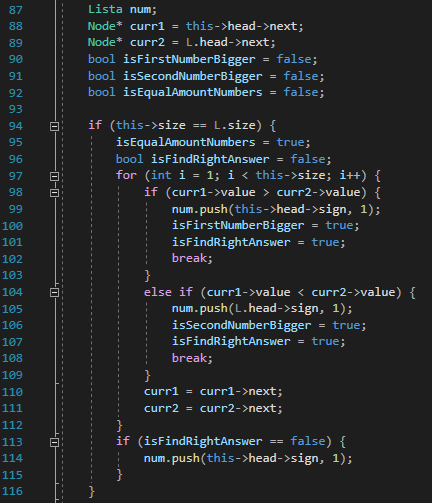 87 Lista num;
88 Node* curr1 = this->head->next;
89 Node* curr2 = L.head->next;
90 bool isFirstNumberBigger = false;
91 bool isSecondNumberBigger = false;
92 bool isEqualAmountNumbers = false;
93
94 if (this->size == L.size) {
95 isEqualAmountNumbers = true;
96 bool isFindRightAnswer = false;
97 for (int i = 1; i < this->size; i++) {
98 if (curr1->value > curr2->value) {
99 num.push(this->head->sign, 1);
100 isFirstNumberBigger = true;
101 isFindRightAnswer = true;
102 break;
103 }
104 else if (curr1->value < curr2->value) {
105 num.push(L.head->sign, 1);
106 isSecondNumberBigger = true;
107 isFindRightAnswer = true;
108 break;
109 }
110 curr1 = curr1->next;
111 curr2 = curr2->next;
112 }
113 if (isFindRightAnswer == false) {
114 num.push(this->head->sign, 1);
115 }
116 }